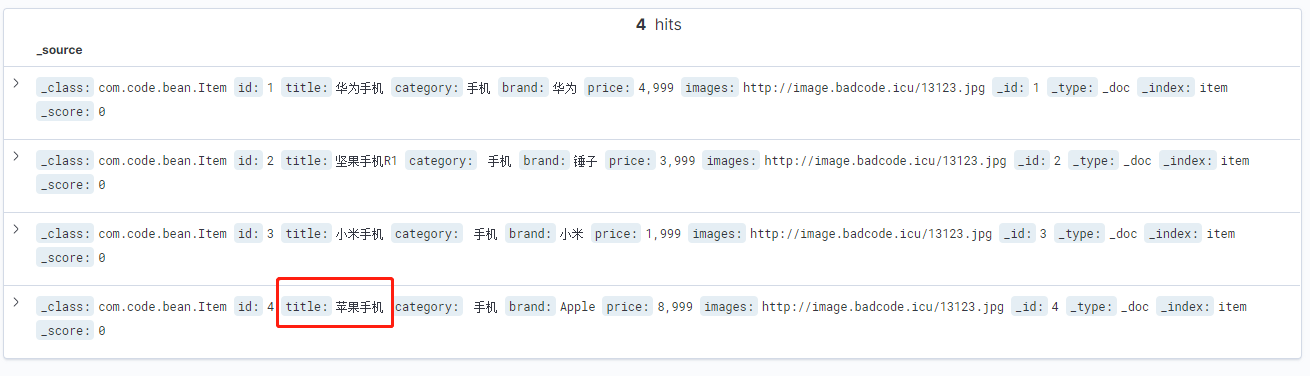 4 hits
_source
_class: com.code.bean.Item id: 1 title: 华为手机 category: 手机 brand: 华为 price: 4,999 images: http://image.badcode.icu/13123.jpg _id: 1 _type: _doc _index: item
_score: 0
_class: com.code.bean.Item id: 2 title: 坚果手机R1 category: 手机 brand: 锤子 price: 3,999 images: http://image.badcode.icu/13123.jpg _id: 2 _type: _doc _index: item
_score: 0
_class: com.code.bean.Item id: 3 title: 小米手机 category: 手机 brand: 小米 price: 1,999 images: http://image.badcode.icu/13123.jpg _id: 3 _type: _doc _index: item
_score: 0
_class: com.code.bean.Item id: 4 title: 苹果手机 category: 手机 brand: Apple price: 8,999 images: http://image.badcode.icu/13123.jpg _id: 4 _type: _doc _index: item
_score: 0